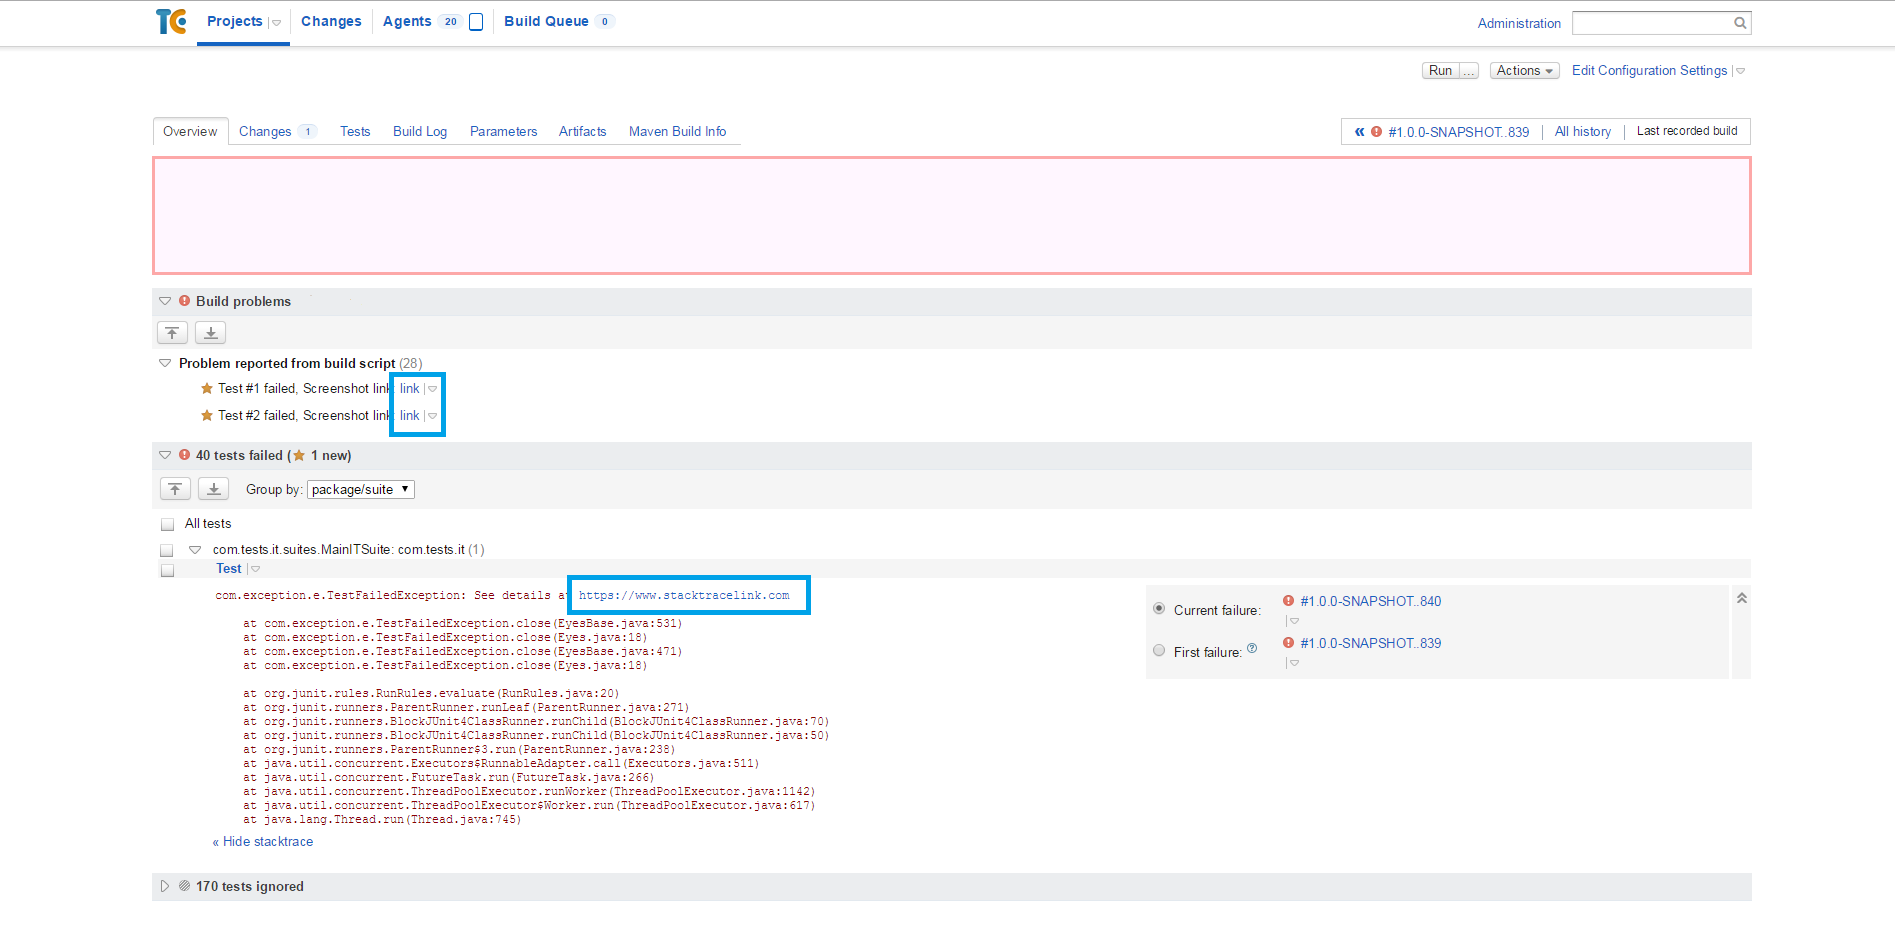 TC Projects Changes Agents 20 Build Queue 0 Administration
Run ... Actions Edit Configuration Settings
Overview Changes 1 Tests Build Log Parameters Artifacts Maven Build Info « #1.0.0-SNAPSHOT..839 All history Last recorded build
Build problems
Problem reported from build script (28)
Test #1 failed, Screenshot link link
Test #2 failed, Screenshot link link
40 tests failed ( 1 new)
Group by: package/suite
All tests
com.tests.it.suites.MainITSuite: com.tests.it (1)
Test
com.exception.e.TestFailedException: See details at https://www.stacktracelink.com
Current failure: #1.0.0-SNAPSHOT..840
First failure: ? #1.0.0-SNAPSHOT..839
at com.exception.e.TestFailedException.close(EyesBase.java:531)
at com.exception.e.TestFailedException.close(Eyes.java:18)
at com.exception.e.TestFailedException.close(EyesBase.java:471)
at com.exception.e.TestFailedException.close(Eyes.java:18)
at org.junit.rules.RunRules.evaluate(RunRules.java:20)
at org.junit.runners.ParentRunner.runLeaf(ParentRunner.java:271)
at org.junit.runners.BlockJUnit4ClassRunner.runChild(BlockJUnit4ClassRunner.java:70)
at org.junit.runners.BlockJUnit4ClassRunner.runChild(BlockJUnit4ClassRunner.java:50)
at org.junit.runners.ParentRunner$3.run(ParentRunner.java:238)
at java.util.concurrent.Executors$RunnableAdapter.call(Executors.java:511)
at java.util.concurrent.FutureTask.run(FutureTask.java:266)
at java.util.concurrent.ThreadPoolExecutor.runWorker(ThreadPoolExecutor.java:1142)
at java.util.concurrent.ThreadPoolExecutor$Worker.run(ThreadPoolExecutor.java:617)
at java.lang.Thread.run(Thread.java:745)
« Hide stacktrace
170 tests ignored